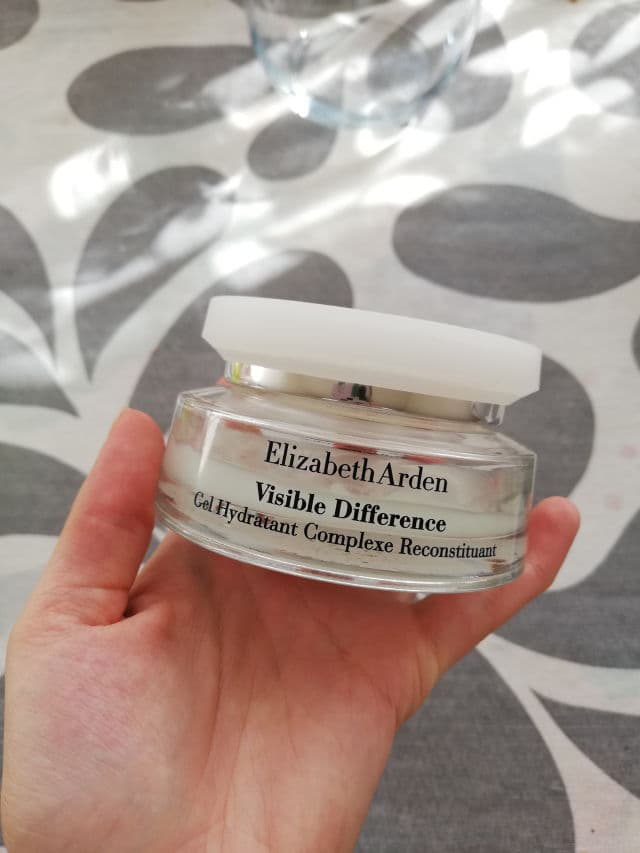 Elizabeth Arden
Visible Difference
Gel Hydratant Complexe Reconstituant